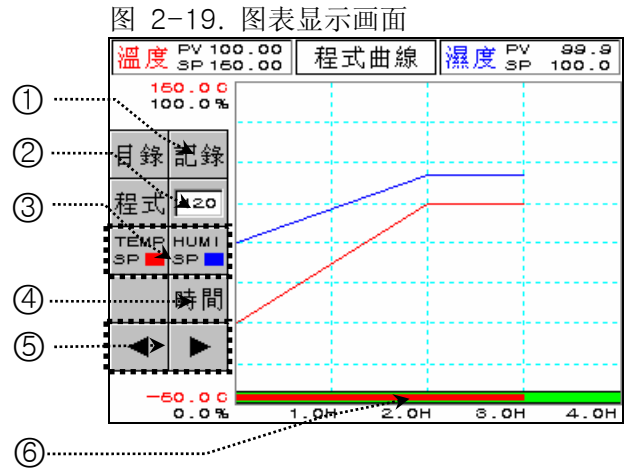 图 2-19. 图表显示画面
溫度 PV 100.00 SP 150.00 程式曲線 濕度 PV 99.9 SP 100.0
150.0 C
100.0 %
①
目錄 記錄
②
程式 120
③
TEMP SP HUMI SP
④
時間
⑤
◀ ▶
-50.0 C
0.0 % 1.0H 2.0H 3.0H 4.0H
⑥